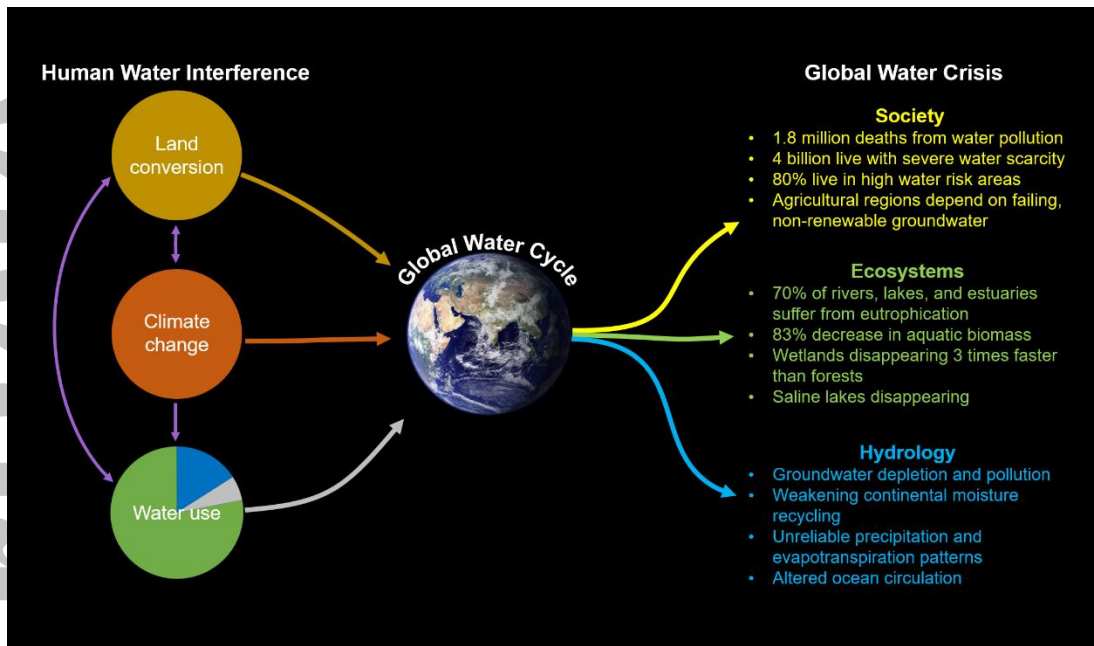 Human Water Interference
Land
conversion
Climate
change
Water use
Global Water Cycle
Global Water Crisis
Society
• 1.8 million deaths from water pollution
• 4 billion live with severe water scarcity
• 80% live in high water risk areas
• Agricultural regions depend on failing,
non-renewable groundwater
Ecosystems
• 70% of rivers, lakes, and estuaries
suffer from eutrophication
• 83% decrease in aquatic biomass
• Wetlands disappearing 3 times faster
than forests
• Saline lakes disappearing
Hydrology
• Groundwater depletion and pollution
• Weakening continental moisture
recycling
• Unreliable precipitation and
evapotranspiration patterns
• Altered ocean circulation